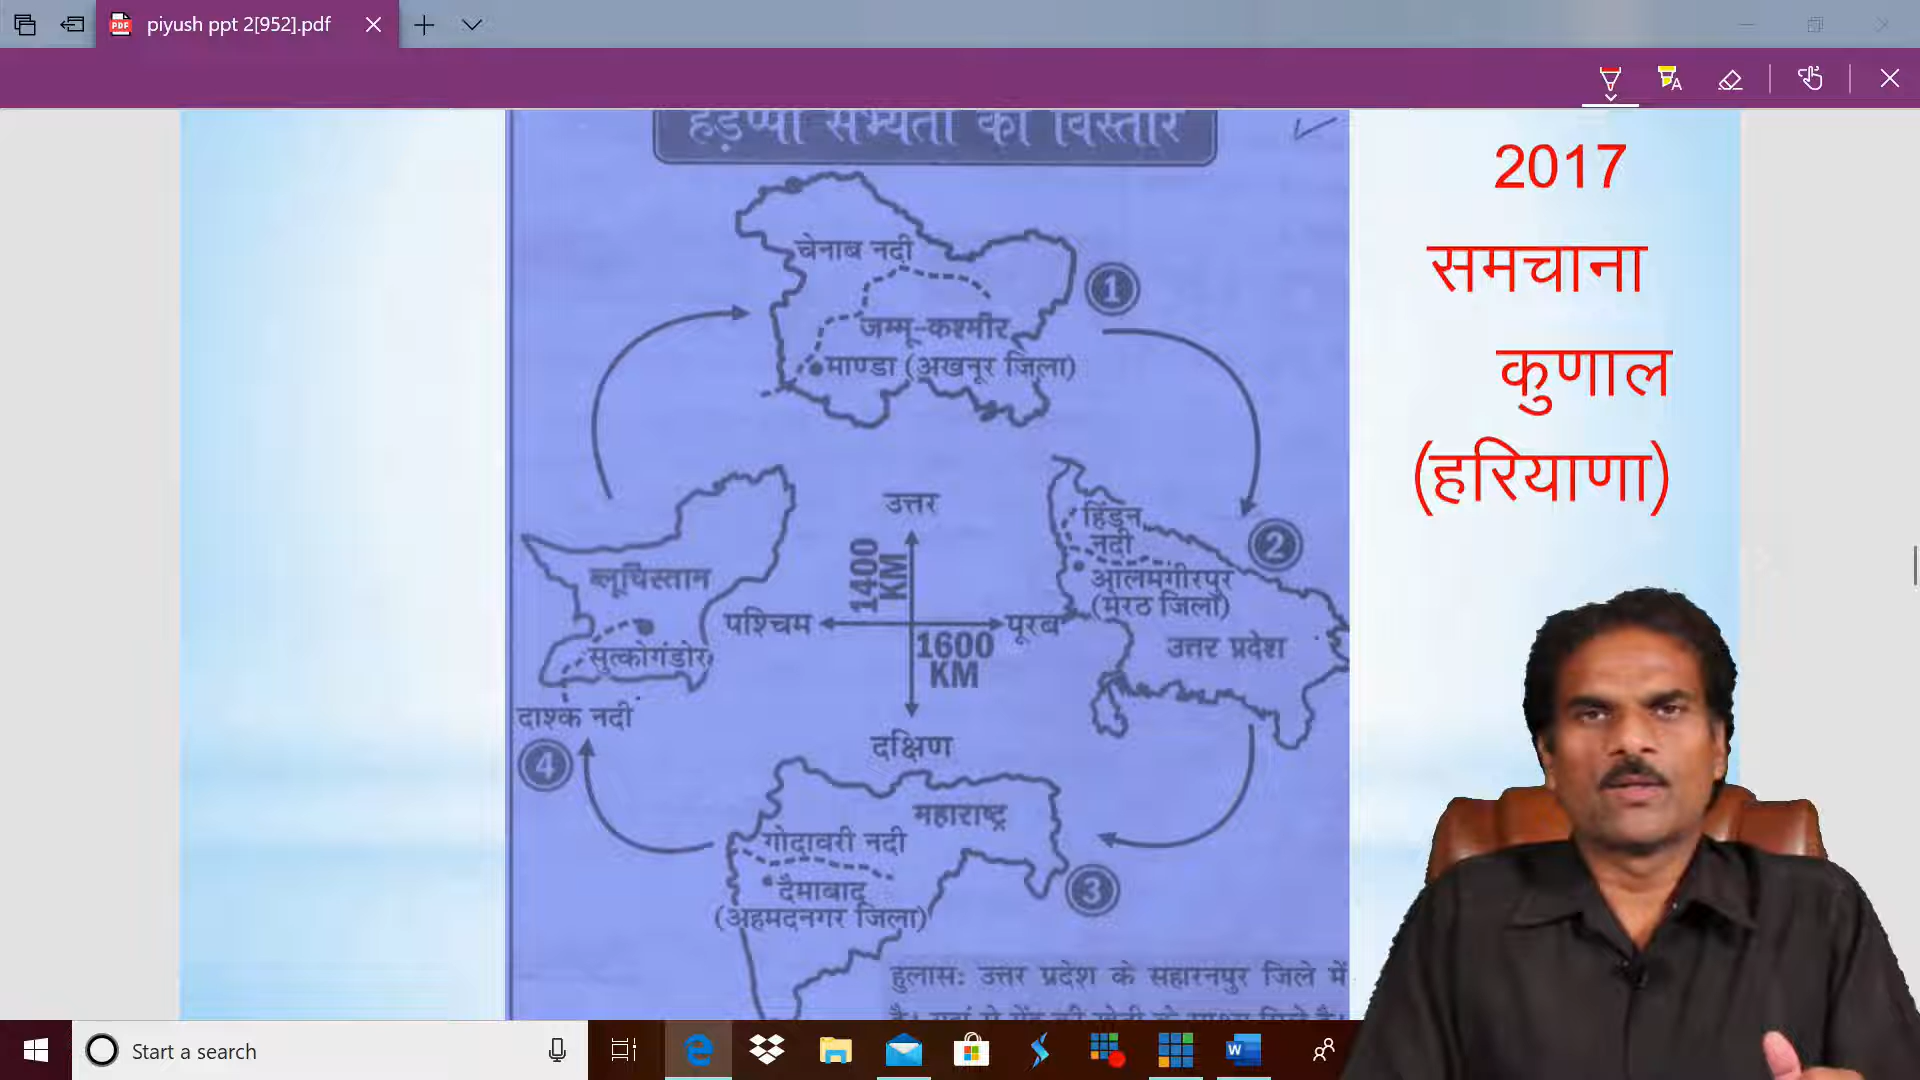 piyush ppt 2[952].pdf
हड़प्पा सभ्यता का विस्तार
2017
समचाना
कुणाल
(हरियाणा)
चेनाब नदी
1
जम्मू-कश्मीर
माण्डा (अखनूर जिला)
उत्तर
हिंडन
नदी
2
1400
KM
ब्लूचिस्तान
आलमगीरपुर
(मेरठ जिला)
पश्चिम
पूरब
1600
KM
उत्तर प्रदेश
सुत्कोगंडोर
दाश्क नदी
दक्षिण
4
महाराष्ट्र
गोदावरी नदी
3
दैमाबाद
(अहमदनगर जिला)
हुलास: उत्तर प्रदेश के सहारनपुर जिले में
Start a search